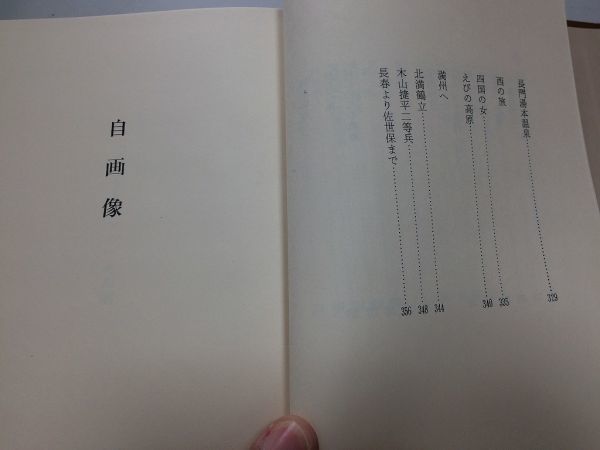 長門湯本温泉……………329
西の旅
四国の女……………335
えびの高原……………340
満州へ
北満鶴立……………344
木山捷平二等兵……………348
長春より佐世保まで……………356
自画像